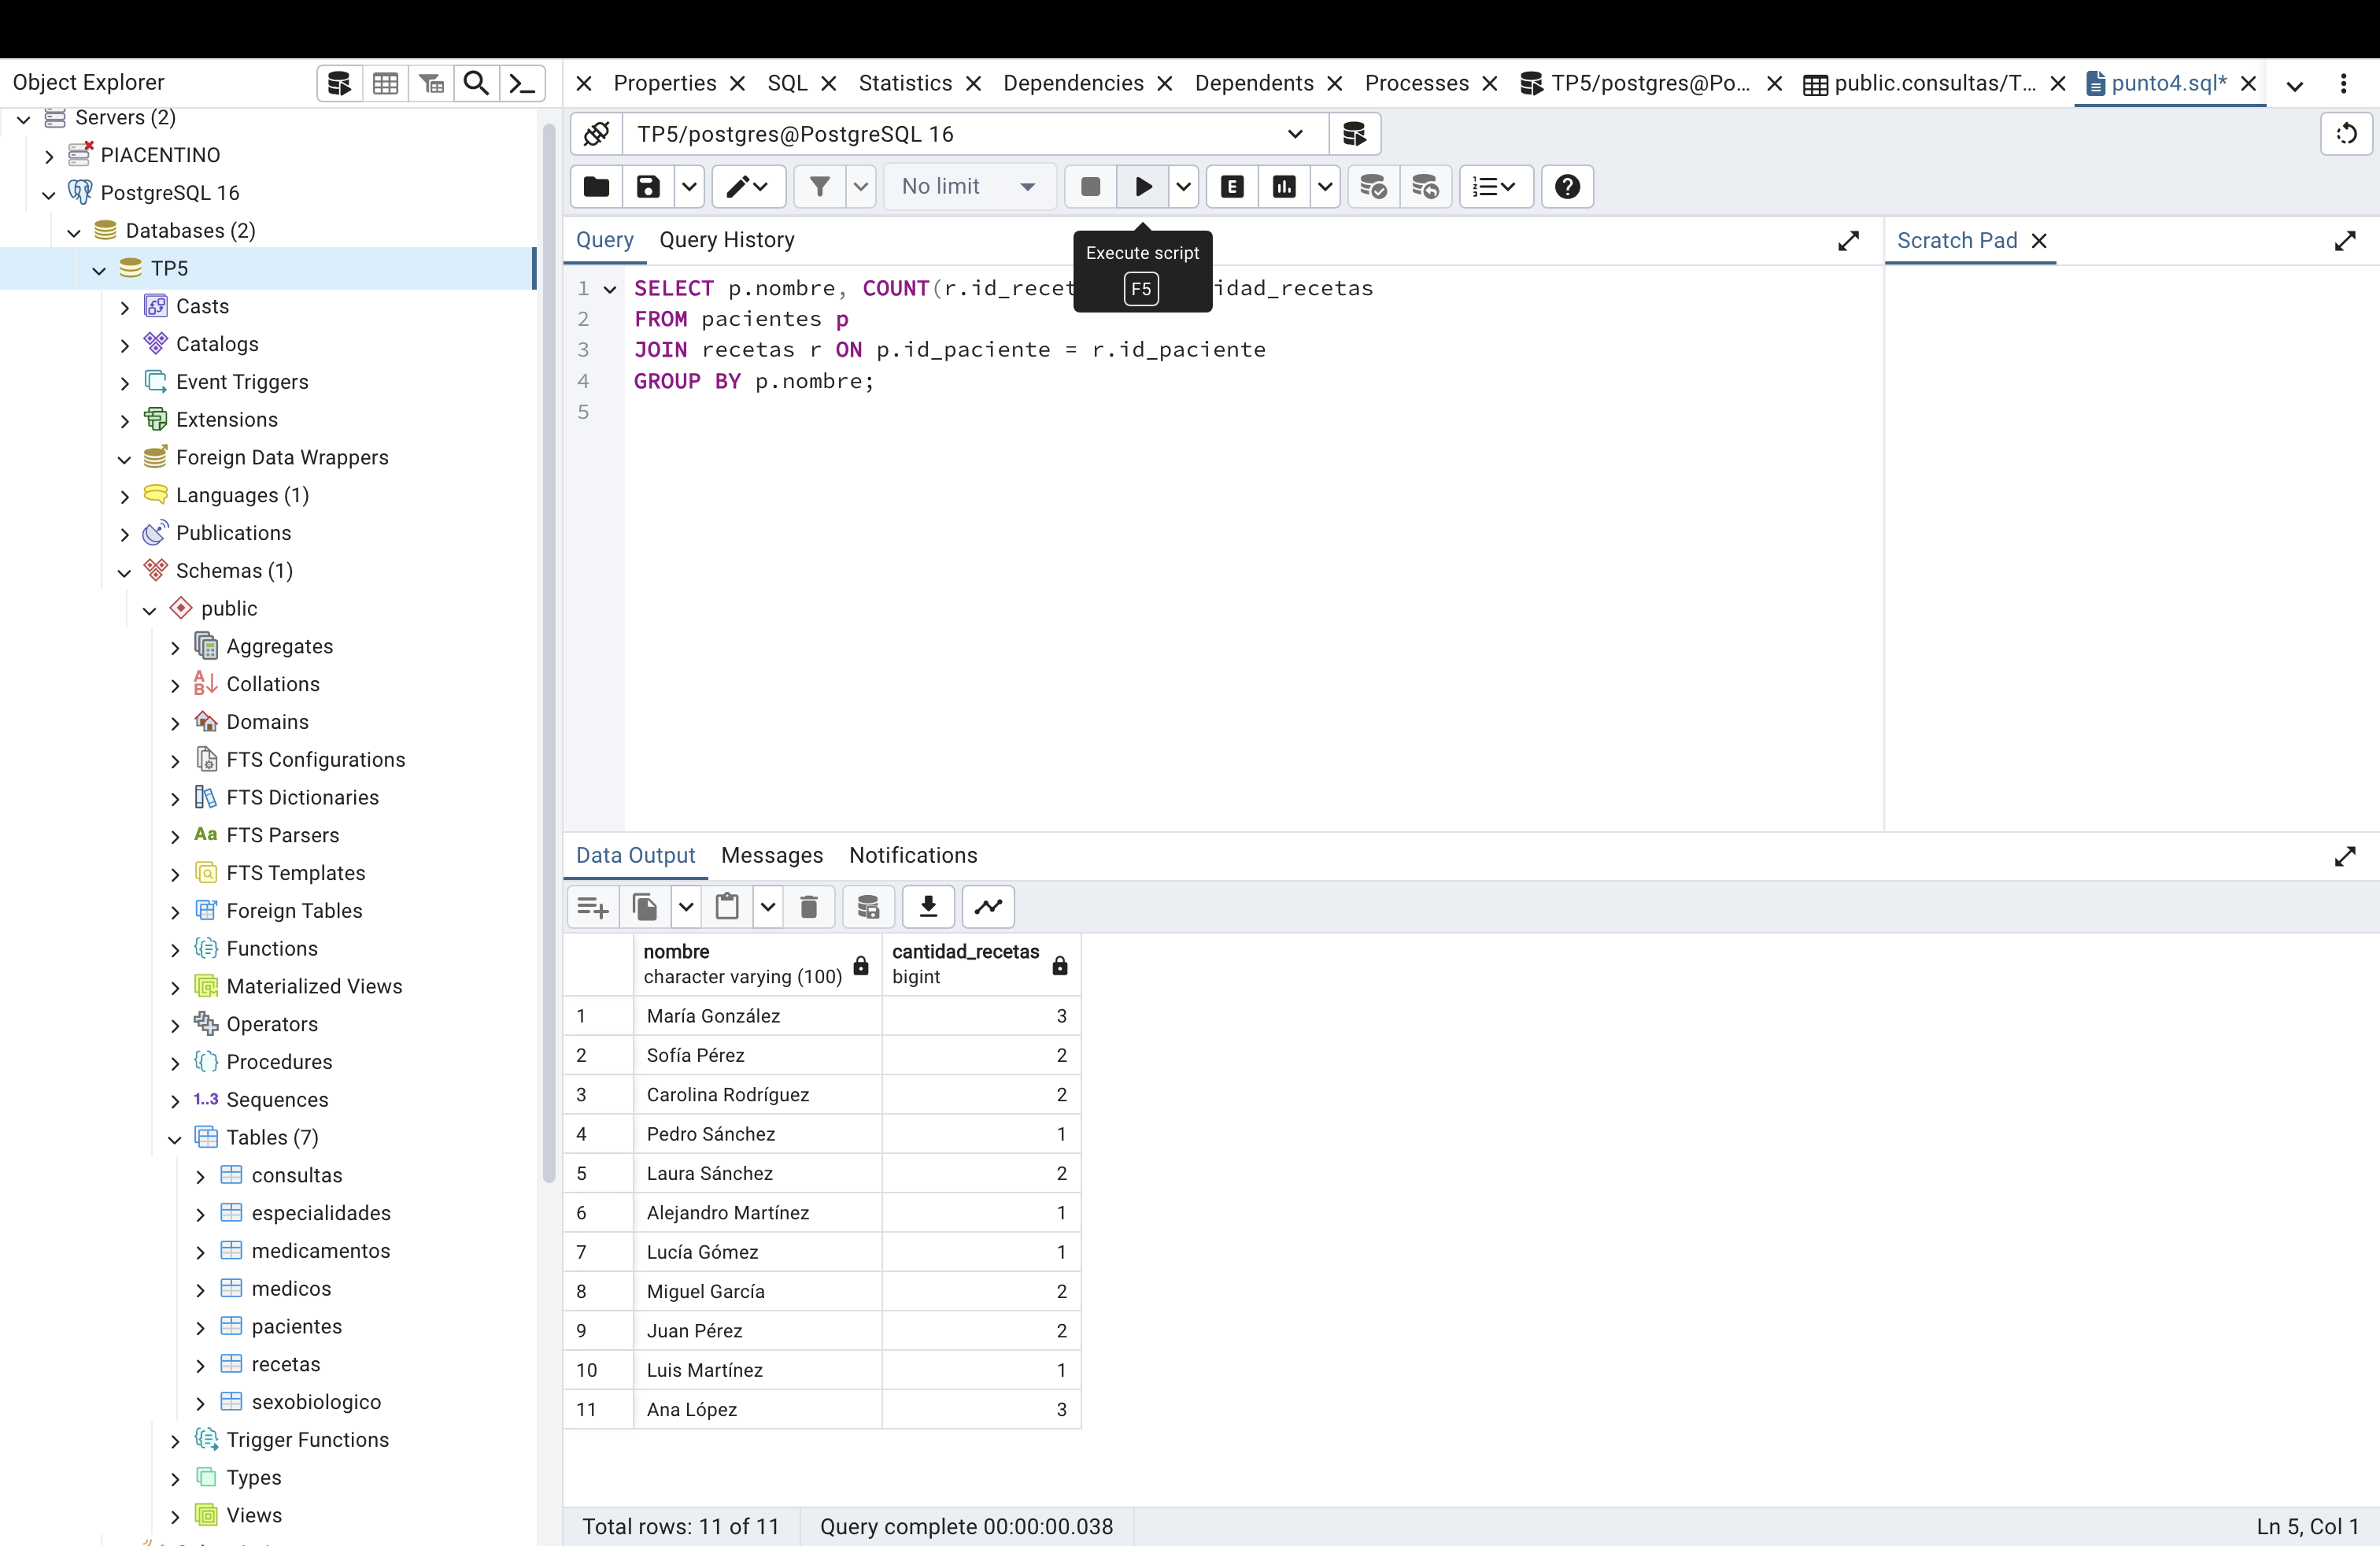 Object Explorer
Servers (2)
PIACENTINO
PostgreSQL 16
Databases (2)
TP5
Casts
Catalogs
Event Triggers
Extensions
Foreign Data Wrappers
Languages (1)
Publications
Schemas (1)
public
Aggregates
Collations
Domains
FTS Configurations
FTS Dictionaries
Aa FTS Parsers
FTS Templates
Foreign Tables
Functions
Materialized Views
Operators
Procedures
1..3 Sequences
Tables (7)
consultas
especialidades
medicamentos
medicos
pacientes
recetas
sexobiologico
Trigger Functions
Types
Views
Properties SQL Statistics Dependencies Dependents Processes TP5/postgres@Po... public.consultas/T... punto4.sql*
TP5/postgres@PostgreSQL 16
No limit
E
Query Query History
Execute script
F5
Scratch Pad
1 SELECT p.nombre, COUNT(r.id_recet idad_recetas
2 FROM pacientes p
3 JOIN recetas r ON p.id_paciente = r.id_paciente
4 GROUP BY p.nombre;
5
Data Output Messages Notifications
nombre cantidad_recetas
character varying (100) bigint
1 María González 3
2 Sofía Pérez 2
3 Carolina Rodríguez 2
4 Pedro Sánchez 1
5 Laura Sánchez 2
6 Alejandro Martínez 1
7 Lucía Gómez 1
8 Miguel García 2
9 Juan Pérez 2
10 Luis Martínez 1
11 Ana López 3
Total rows: 11 of 11 Query complete 00:00:00.038 Ln 5, Col 1